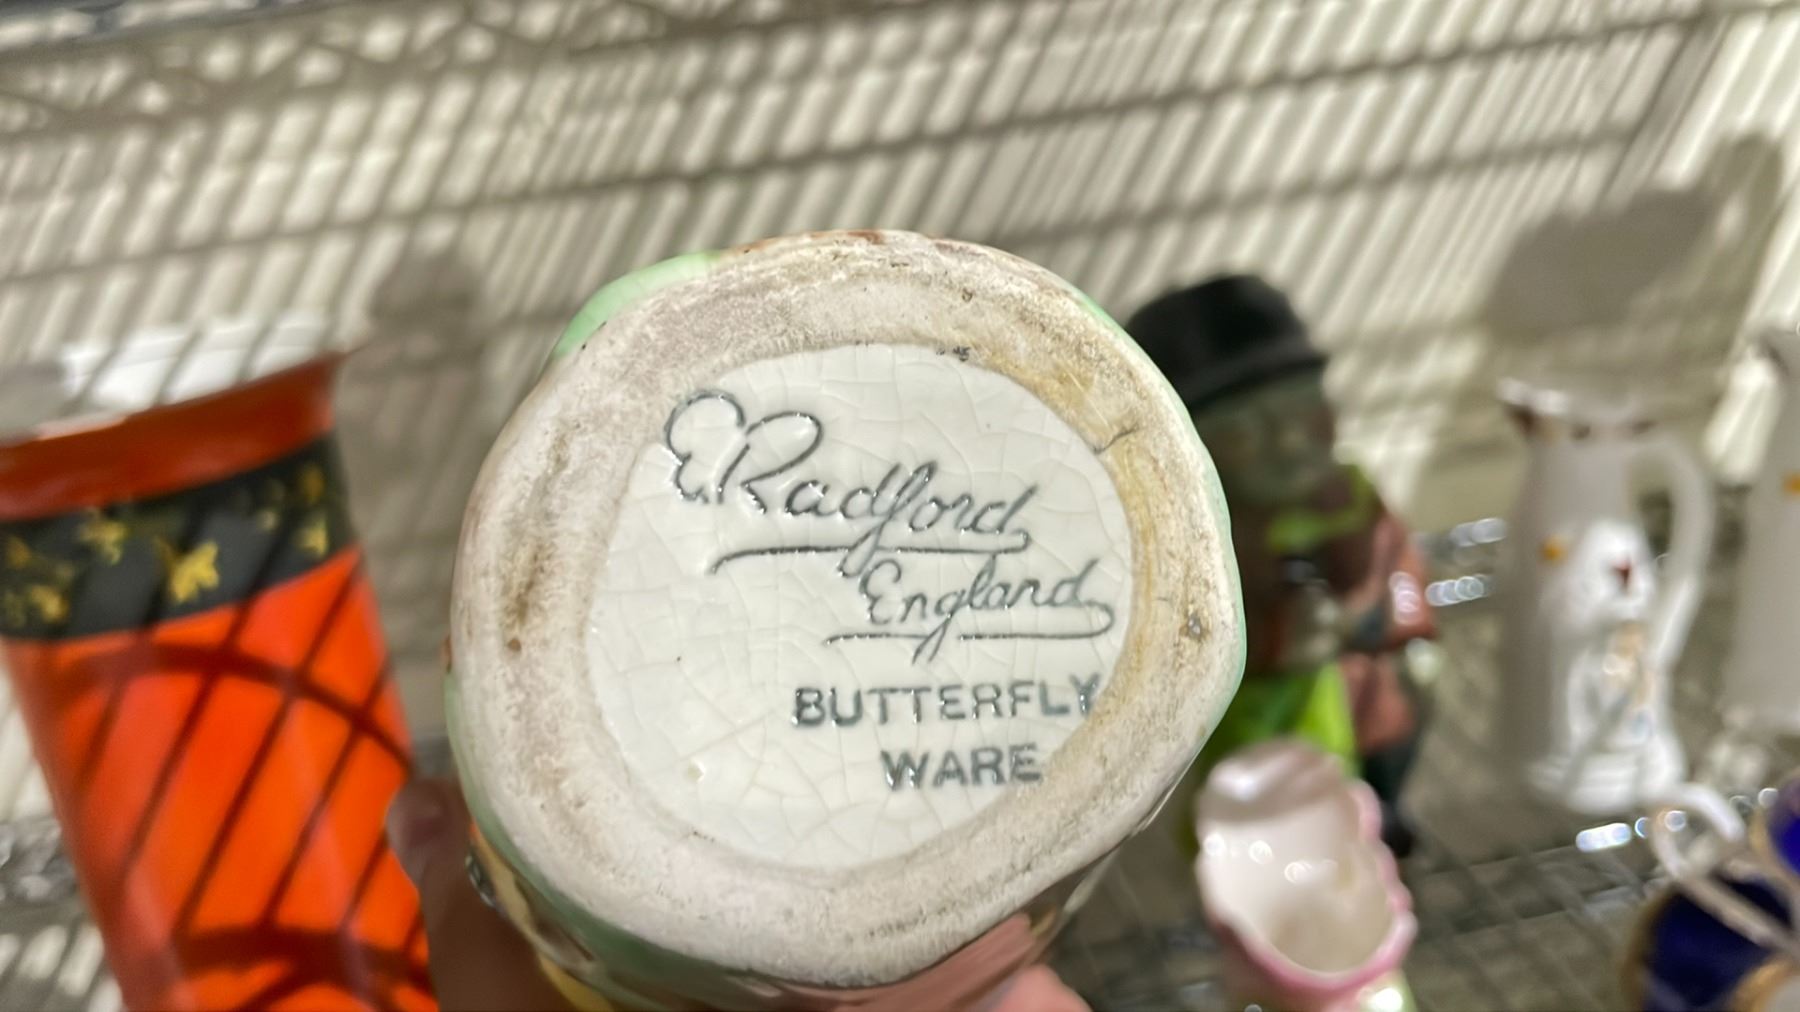 E. Radford
England
BUTTERFLY
WARE